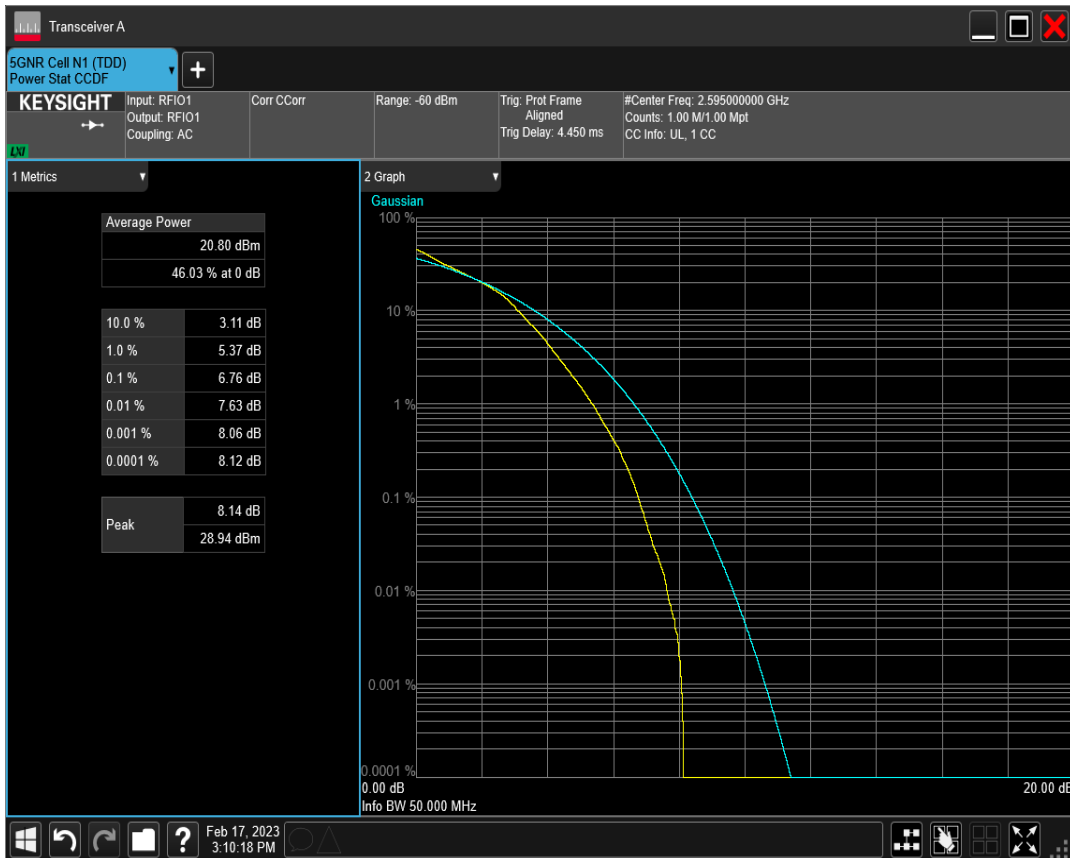 Transceiver A
5GNR Cell N1 (TDD)
Power Stat CCDF
+
KEYSIGHT
LXI
Input: RFIO1
Output: RFIO1
Coupling: AC
Corr CCorr
Range: -60 dBm
Trig: Prot Frame
Aligned
Trig Delay: 4.450 ms
#Center Freq: 2.595000000 GHz
Counts: 1.00 M/1.00 Mpt
CC Info: UL, 1 CC
1 Metrics
Average Power
20.80 dBm
46.03 % at 0 dB
10.0 % 3.11 dB
1.0 % 5.37 dB
0.1 % 6.76 dB
0.01 % 7.63 dB
0.001 % 8.06 dB
0.0001 % 8.12 dB
Peak
8.14 dB
28.94 dBm
2 Graph
Gaussian
100 %
10 %
1 %
0.1 %
0.01 %
0.001 %
0.0001 %
0.00 dB 20.00 dB
Info BW 50.000 MHz
?
Feb 17, 2023
3:10:18 PM